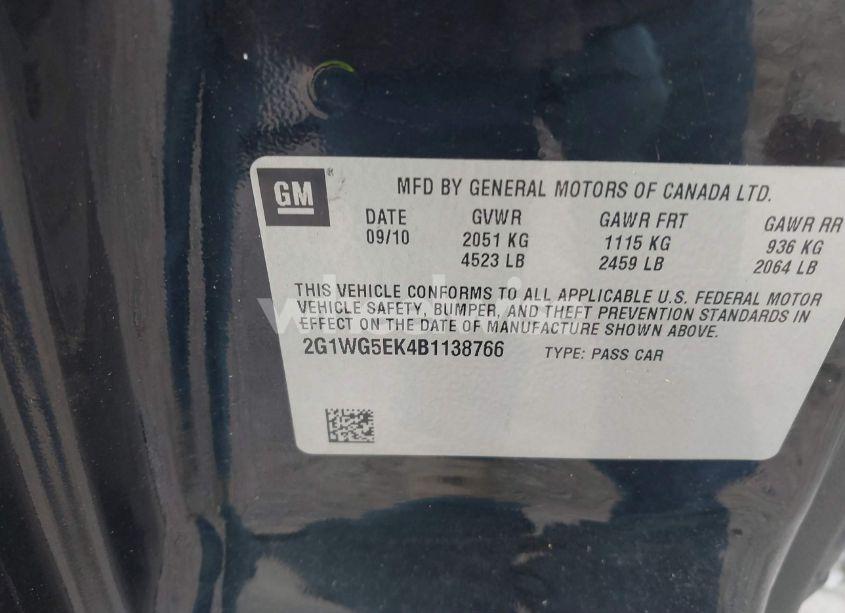 GM
MFD BY GENERAL MOTORS OF CANADA LTD.
DATE GVWR GAWR FRT GAWR RR
09/10 2051 KG 1115 KG 936 KG
4523 LB 2459 LB 2064 LB
THIS VEHICLE CONFORMS TO ALL APPLICABLE U.S. FEDERAL MOTOR
VEHICLE SAFETY, BUMPER, AND THEFT PREVENTION STANDARDS IN
EFFECT ON THE DATE OF MANUFACTURE SHOWN ABOVE.
2G1WG5EK4B1138766 TYPE: PASS CAR